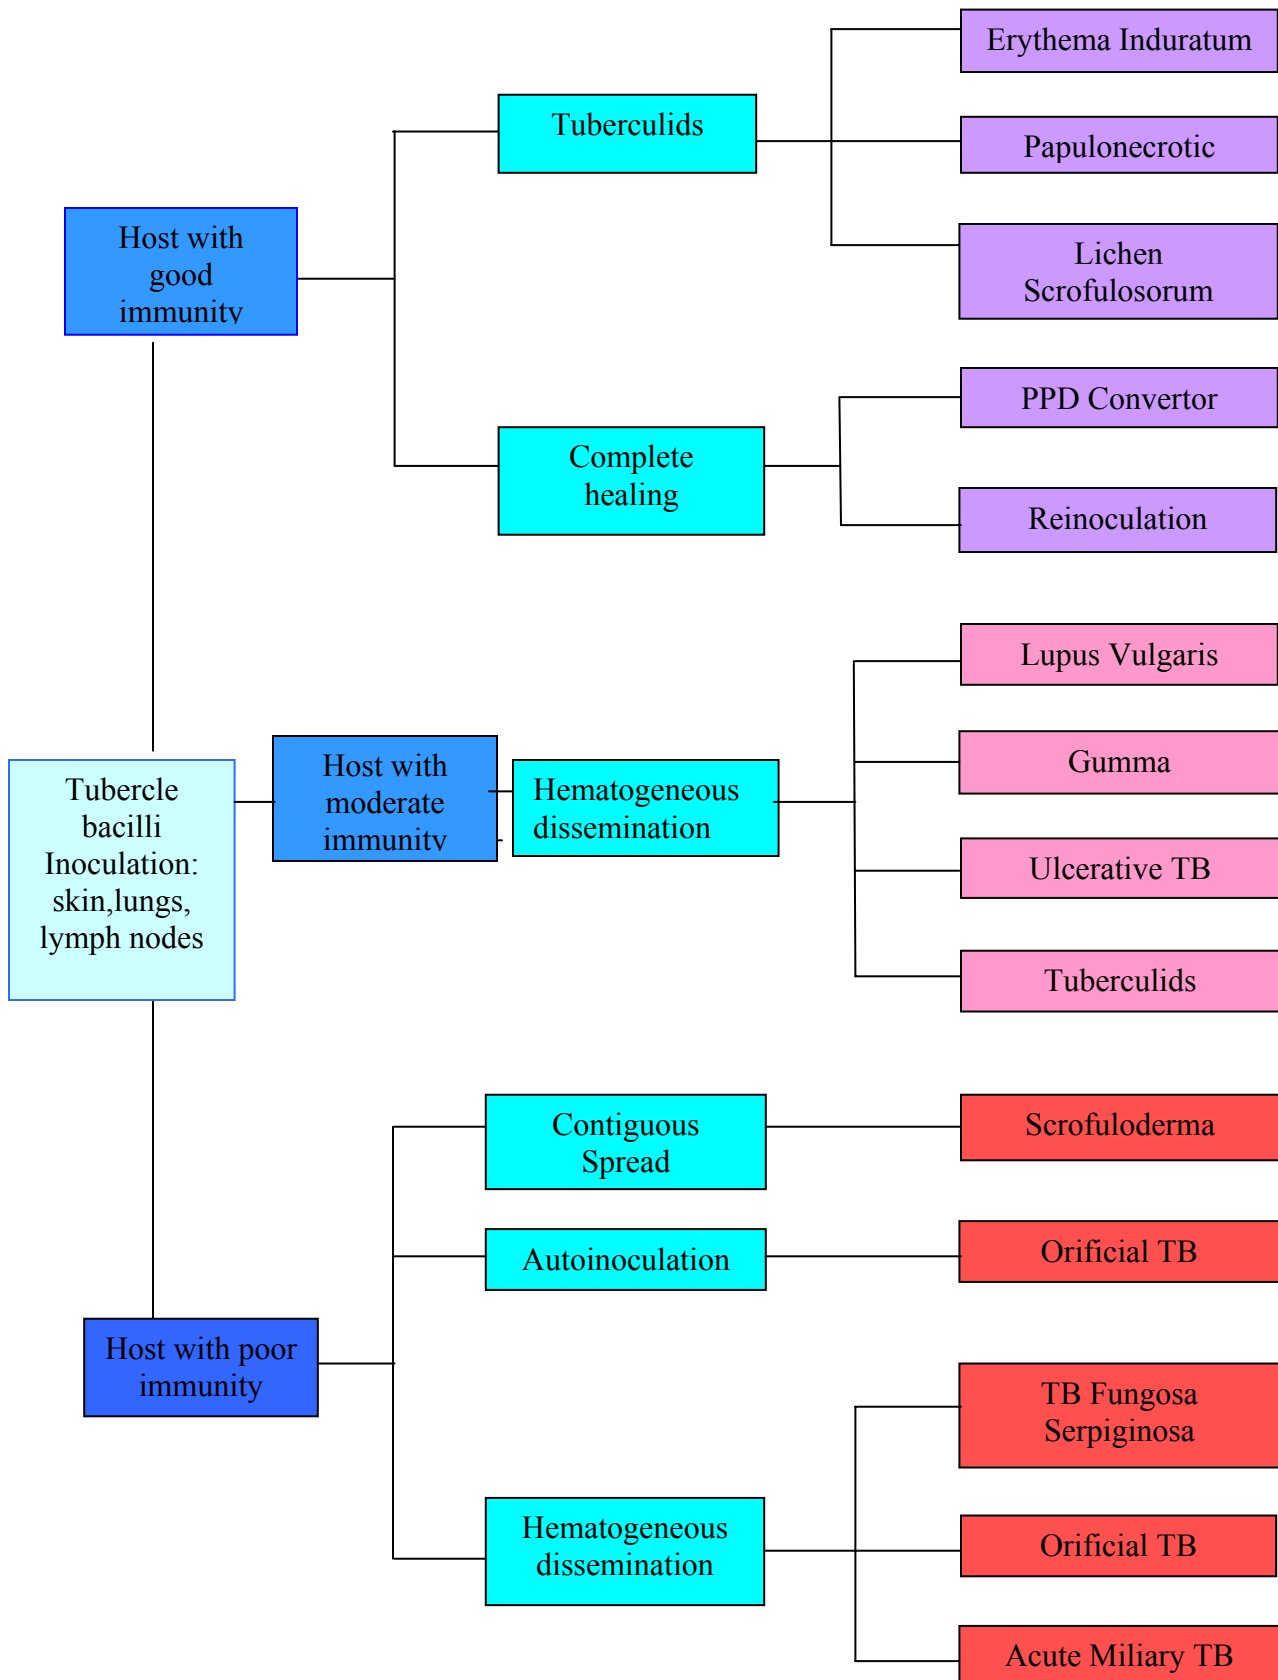 Erythema Induratum
Tuberculids
Papulonecrotic
Host with
good
immunity
Lichen
Scrofulosorum
PPD Convertor
Complete
healing
Reinoculation
Lupus Vulgaris
Gumma
Host with
moderate
immunity
Hematogeneous
dissemination
Tubercle
bacilli
Inoculation:
skin,lungs,
lymph nodes
Ulcerative TB
Tuberculids
Contiguous
Spread
Scrofuloderma
Autoinoculation
Orificial TB
Host with poor
immunity
TB Fungosa
Serpiginosa
Hematogeneous
dissemination
Orificial TB
Acute Miliary TB